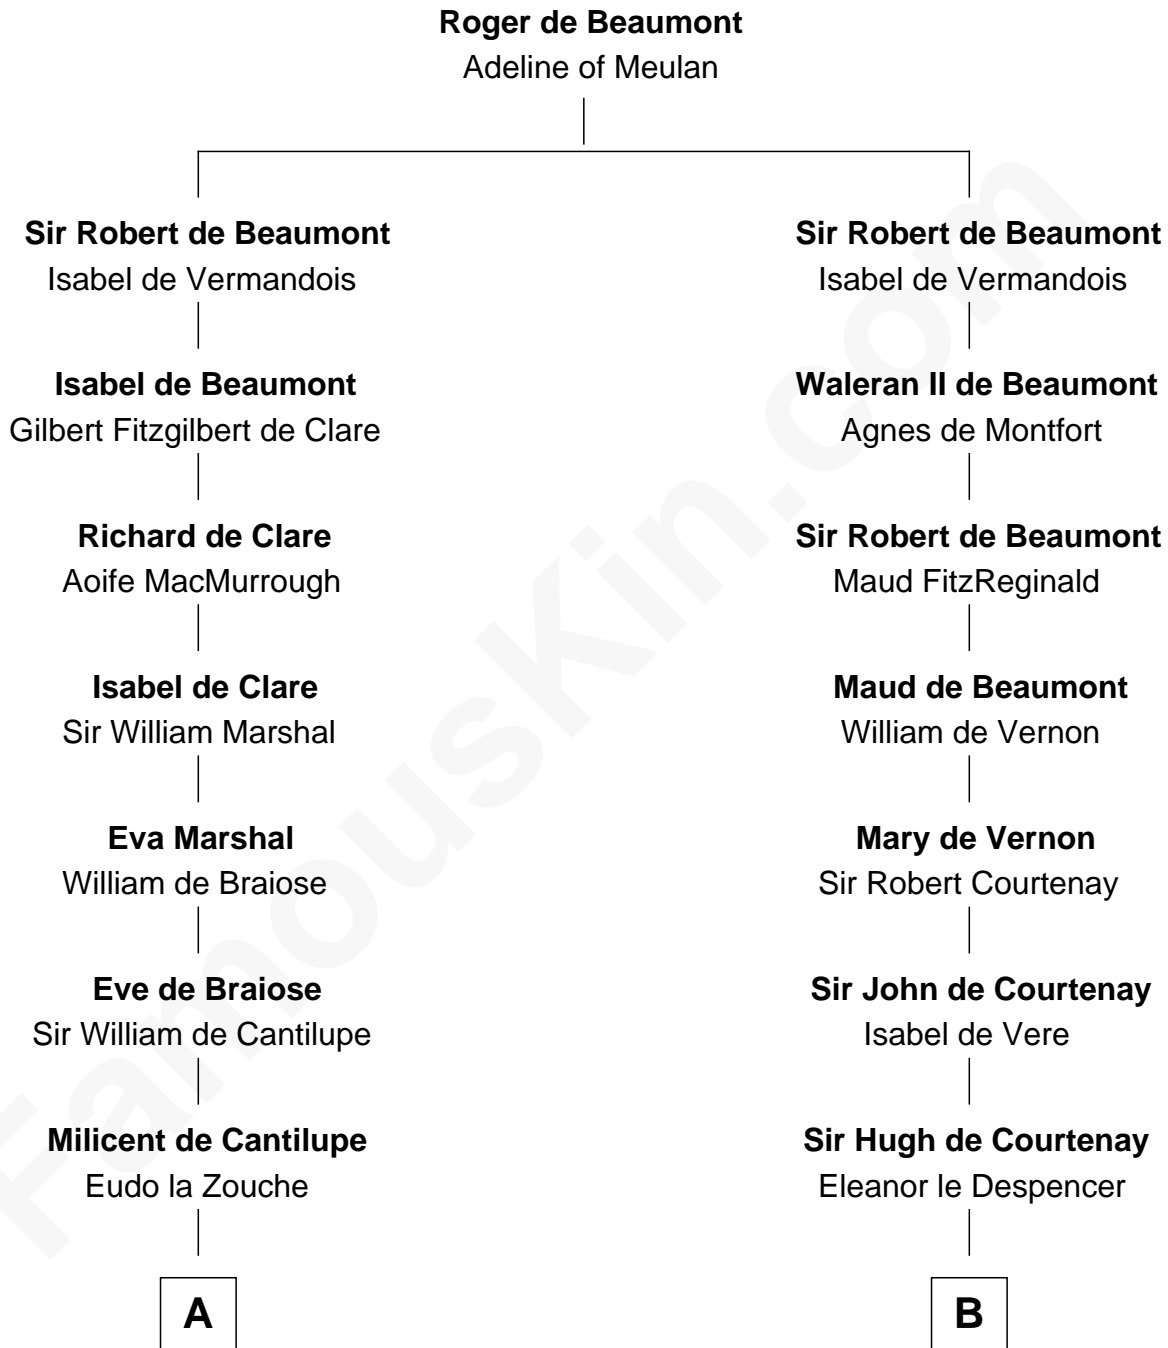 Roger de Beaumont
Adeline of Meulan
Sir Robert de Beaumont
Isabel de Vermandois
Isabel de Beaumont
Gilbert Fitzgilbert de Clare
Richard de Clare
Aoife MacMurrough
Isabel de Clare
Sir William Marshal
Eva Marshal
William de Braiose
Eve de Braiose
Sir William de Cantilupe
Milicent de Cantilupe
Eudo la Zouche
A
Sir Robert de Beaumont
Isabel de Vermandois
Waleran II de Beaumont
Agnes de Montfort
Sir Robert de Beaumont
Maud FitzReginald
Maud de Beaumont
William de Vernon
Mary de Vernon
Sir Robert Courtenay
Sir John de Courtenay
Isabel de Vere
Sir Hugh de Courtenay
Eleanor le Despencer
B
FamousKin.com